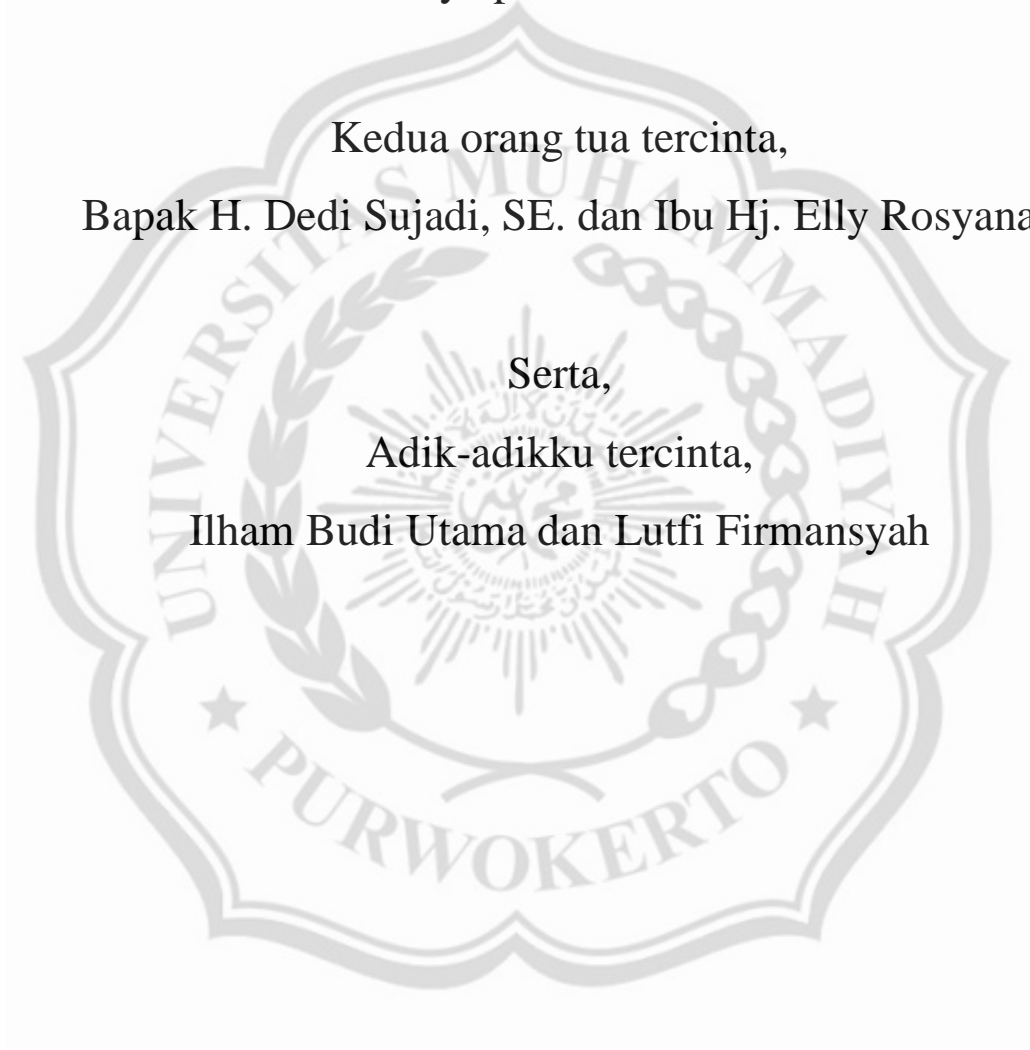 Kedua orang tua tercinta,
Bapak H. Dedi Sujadi, SE. dan Ibu Hj. Elly Rosyana
Serta,
Adik-adikku tercinta,
Ilham Budi Utama dan Lutfi Firmansyah
UNIVERSITAS MUHAMMADIYAH
PURWOKERTO